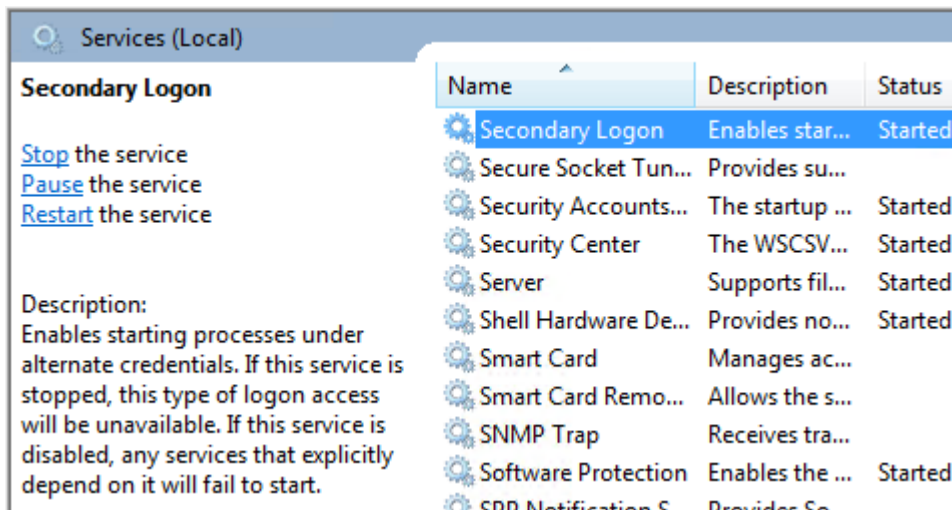 Services (Local)
Secondary Logon
Stop the service
Pause the service
Restart the service
Description:
Enables starting processes under
alternate credentials. If this service is
stopped, this type of logon access
will be unavailable. If this service is
disabled, any services that explicitly
depend on it will fail to start.
Name Description Status
Secondary Logon Enables star... Started
Secure Socket Tun... Provides su...
Security Accounts... The startup ... Started
Security Center The WSCSV... Started
Server Supports fil... Started
Shell Hardware De... Provides no... Started
Smart Card Manages ac...
Smart Card Remo... Allows the s...
SNMP Trap Receives tra...
Software Protection Enables the ... Started
SPP Notification S... Provides So...